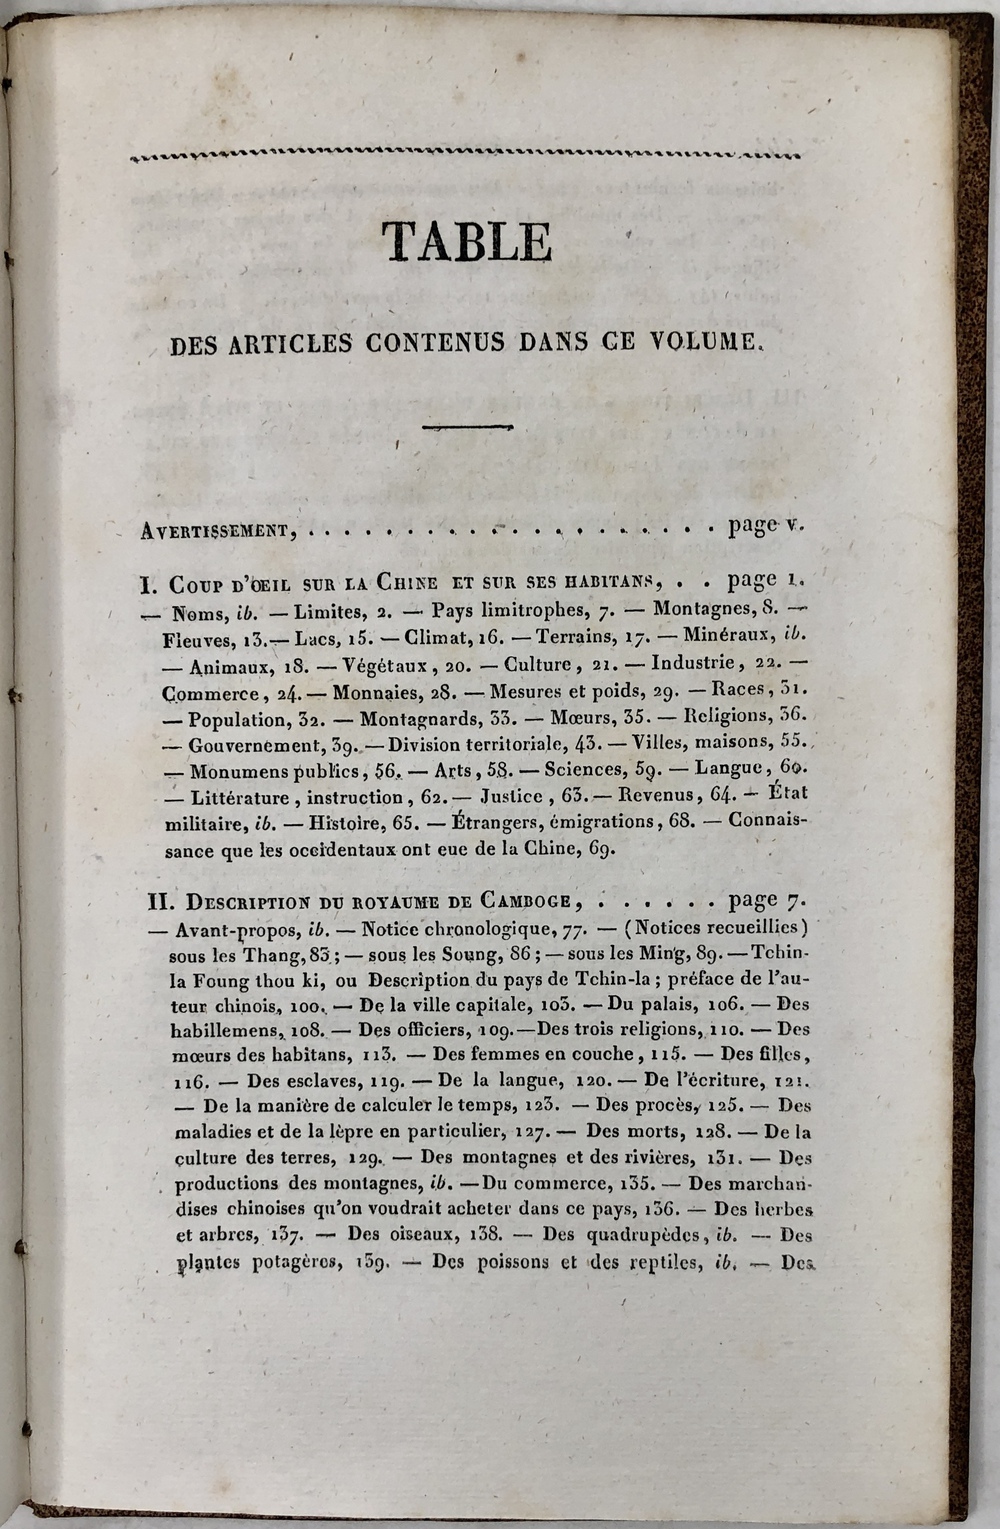 TABLE
DES ARTICLES CONTENUS DANS CE VOLUME.
AVERTISSEMENT, . . . . . . . . . . . . . . . . . . . . . page v.
I. COUP D'OEIL SUR LA CHINE ET SUR SES HABITANS, . . page 1.
— Noms, ib. — Limites, 2. — Pays limitrophes, 7. — Montagnes, 8. —
Fleuves, 13. — Lacs, 15. — Climat, 16. — Terrains, 17. — Minéraux, ib.
— Animaux, 18. — Végétaux, 20. — Culture, 21. — Industrie, 22. —
Commerce, 24. — Monnaies, 28. — Mesures et poids, 29. — Races, 31.
— Population, 32. — Montagnards, 33. — Mœurs, 35. — Religions, 36.
— Gouvernement, 39. — Division territoriale, 43. — Villes, maisons, 55.
— Monumens publics, 56. — Arts, 58. — Sciences, 59. — Langue, 60.
— Littérature, instruction, 62. — Justice, 63. — Revenus, 64. — État
militaire, ib. — Histoire, 65. — Étrangers, émigrations, 68. — Connais-
sance que les occidentaux ont eue de la Chine, 69.
II. DESCRIPTION DU ROYAUME DE CAMBOGE, . . . . . . page 7.
— Avant-propos, ib. — Notice chronologique, 77. — (Notices recueillies)
sous les Thang, 83; — sous les Soung, 86; — sous les Ming, 89. — Tchin-
la Foung thou ki, ou Description du pays de Tchin-la; préface de l'au-
teur chinois, 100. — De la ville capitale, 103. — Du palais, 106. — Des
habillemens, 108. — Des officiers, 109. — Des trois religions, 110. — Des
mœurs des habitans, 113. — Des femmes en couche, 115. — Des filles,
116. — Des esclaves, 119. — De la langue, 120. — De l'écriture, 121.
— De la manière de calculer le temps, 123. — Des procès, 125. — Des
maladies et de la lèpre en particulier, 127. — Des morts, 128. — De la
culture des terres, 129. — Des montagnes et des rivières, 131. — Des
productions des montagnes, ib. — Du commerce, 135. — Des marchan-
dises chinoises qu'on voudrait acheter dans ce pays, 136. — Des herbes
et arbres, 137. — Des oiseaux, 138. — Des quadrupèdes, ib. — Des
plantes potagères, 139. — Des poissons et des reptiles, ib. — Des